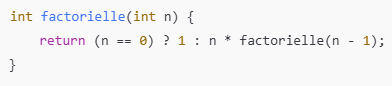 int factorielle(int n) {
    return (n == 0) ? 1 : n * factorielle(n - 1);
}